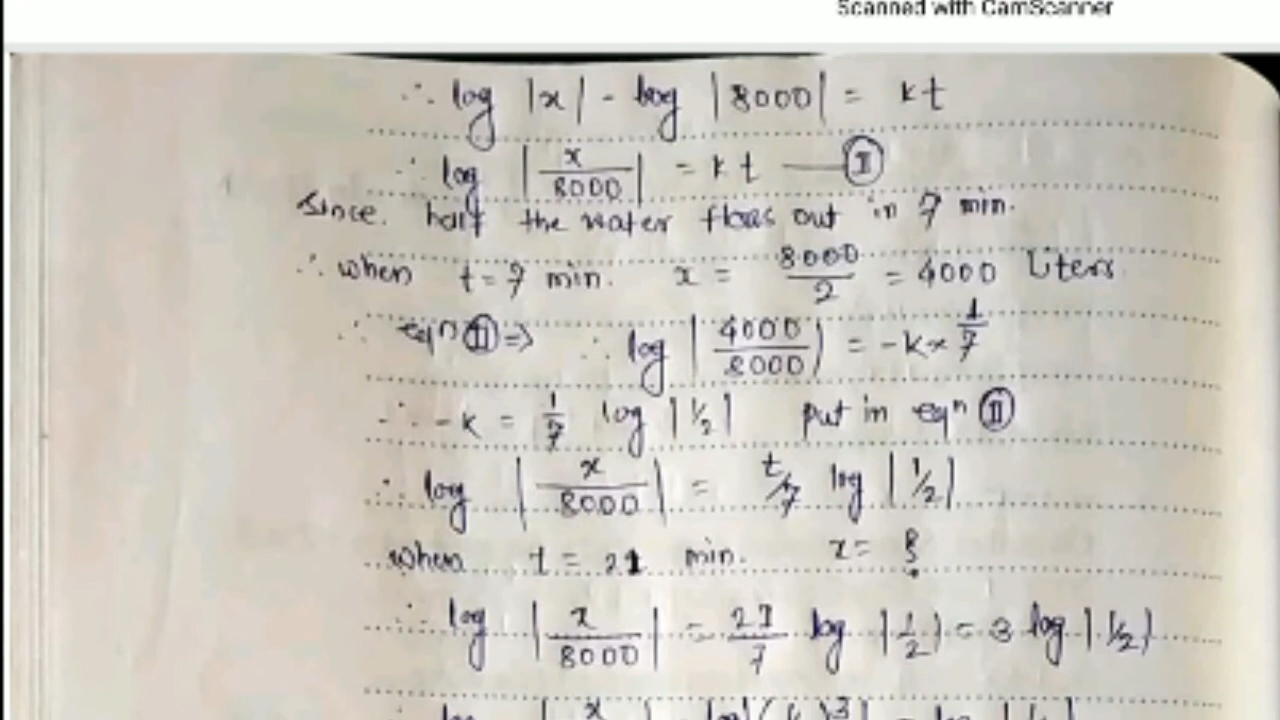 Scanned with CamScanner
∴ log |x| - log |8000| = kt
∴ log |x/8000| = kt —— (II)
Since. half the water flows out in 7 min.
∴ when t = 7 min. x = 8000/2 = 4000 Liters
∴ eqn (II) ⇒ ∴ log |4000/8000| = -k × 7
∴ -k = 1/7 log |1/2| put in eqn (II)
∴ log |x/8000| = t/7 log |1/2|
when t = 21 min. x = ?
∴ log |x/8000| = 21/7 log |1/2| = 3 log |1/2|